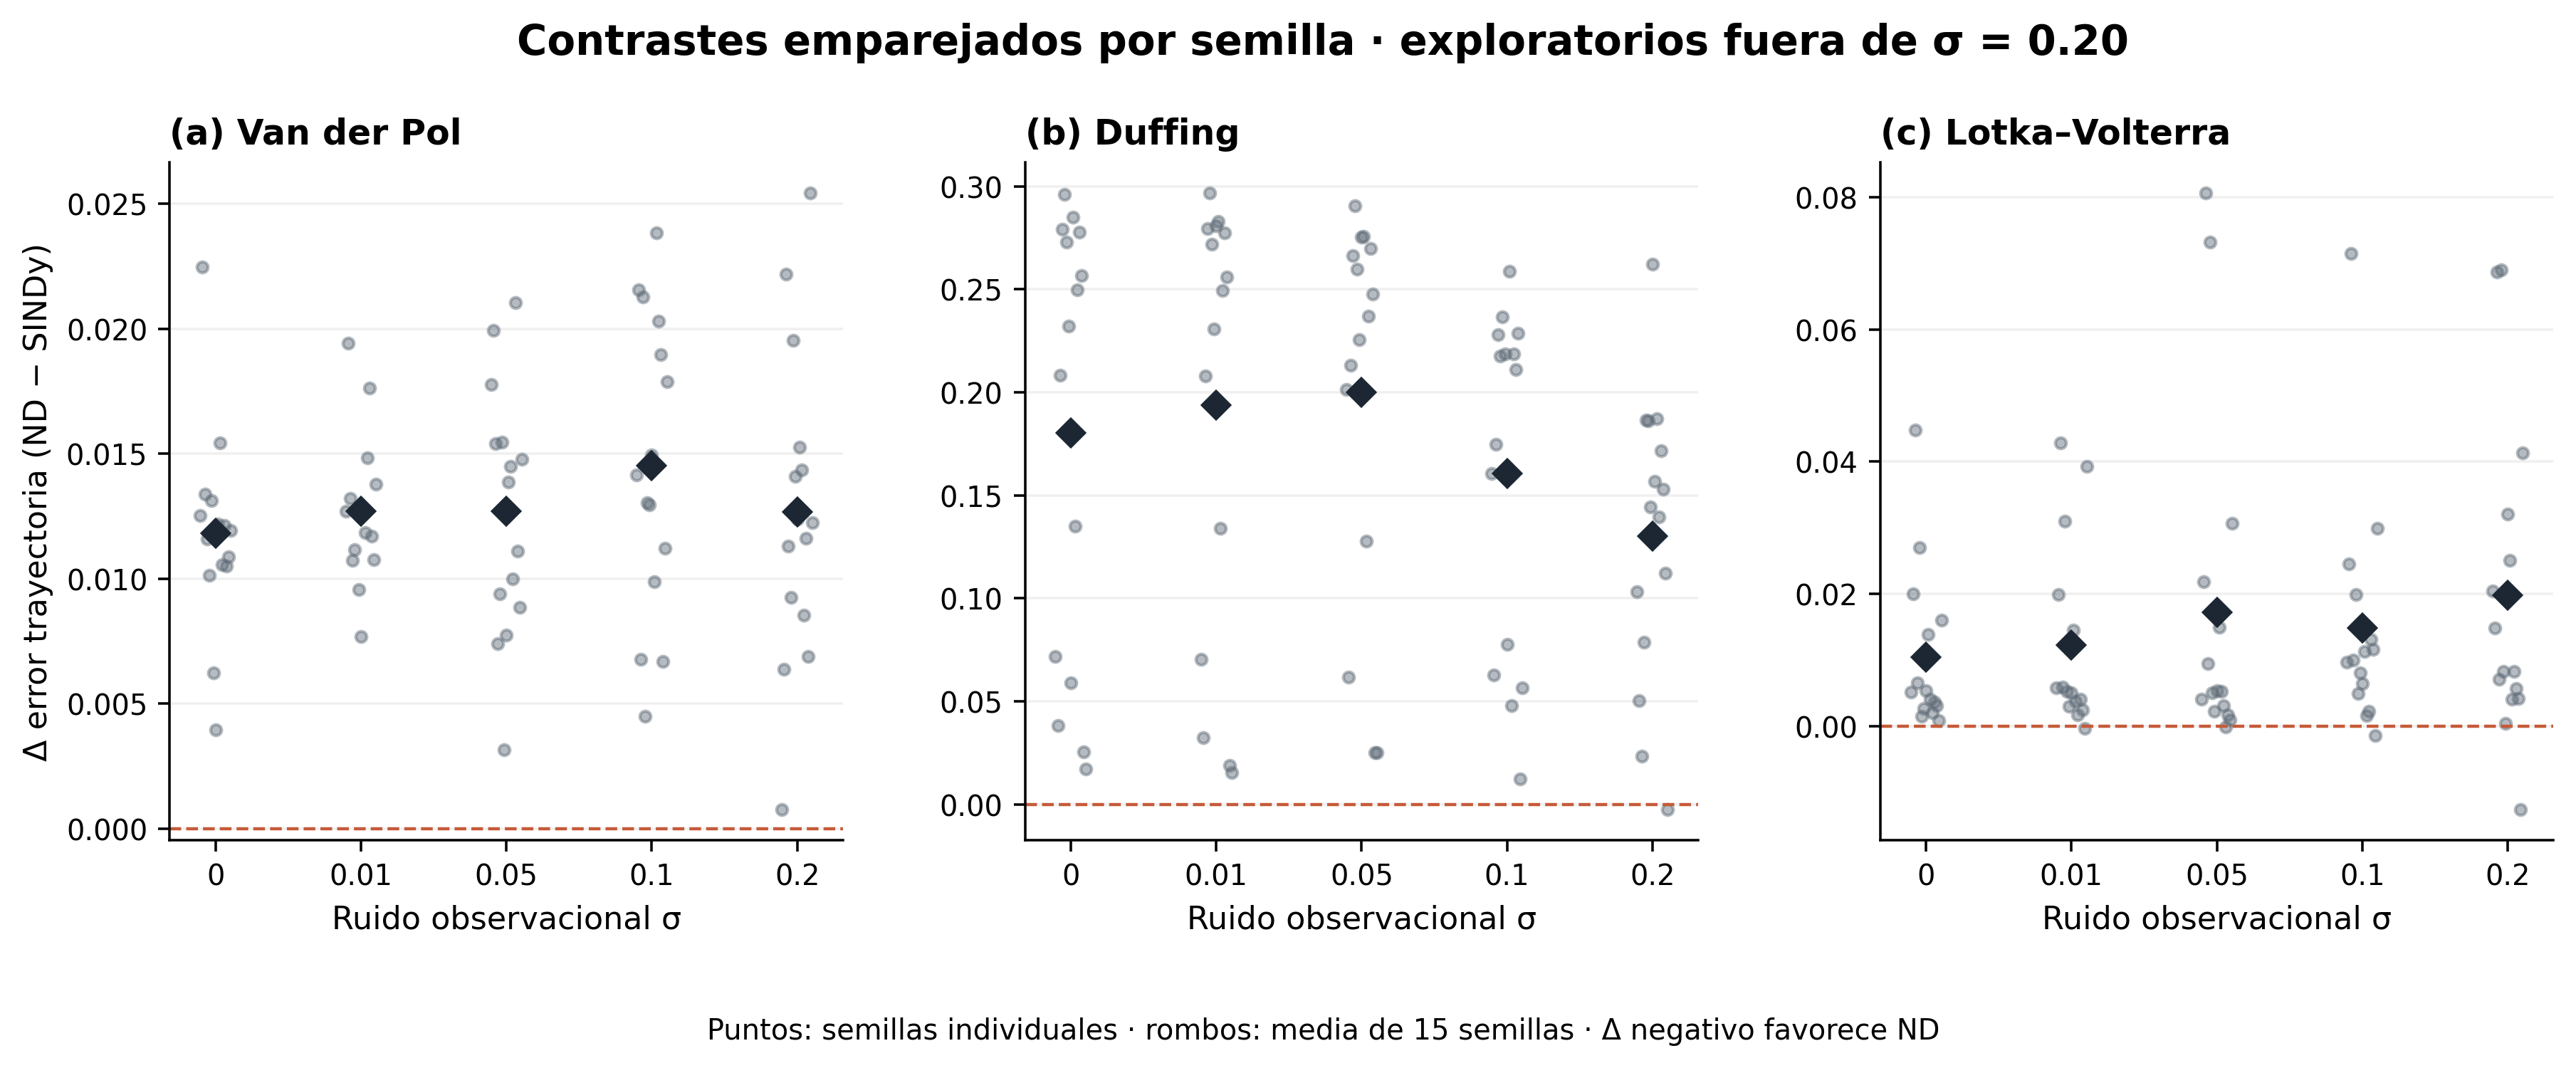 Contrastes emparejados por semilla · exploratorios fuera de σ = 0.20
(a) Van der Pol
Δ error trayectoria (ND − SINDy)
0.025
0.020
0.015
0.010
0.005
0.000
0 0.01 0.05 0.1 0.2
Ruido observacional σ
(b) Duffing
0.30
0.25
0.20
0.15
0.10
0.05
0.00
0 0.01 0.05 0.1 0.2
Ruido observacional σ
(c) Lotka–Volterra
0.08
0.06
0.04
0.02
0.00
0 0.01 0.05 0.1 0.2
Ruido observacional σ
Puntos: semillas individuales · rombos: media de 15 semillas · Δ negativo favorece ND